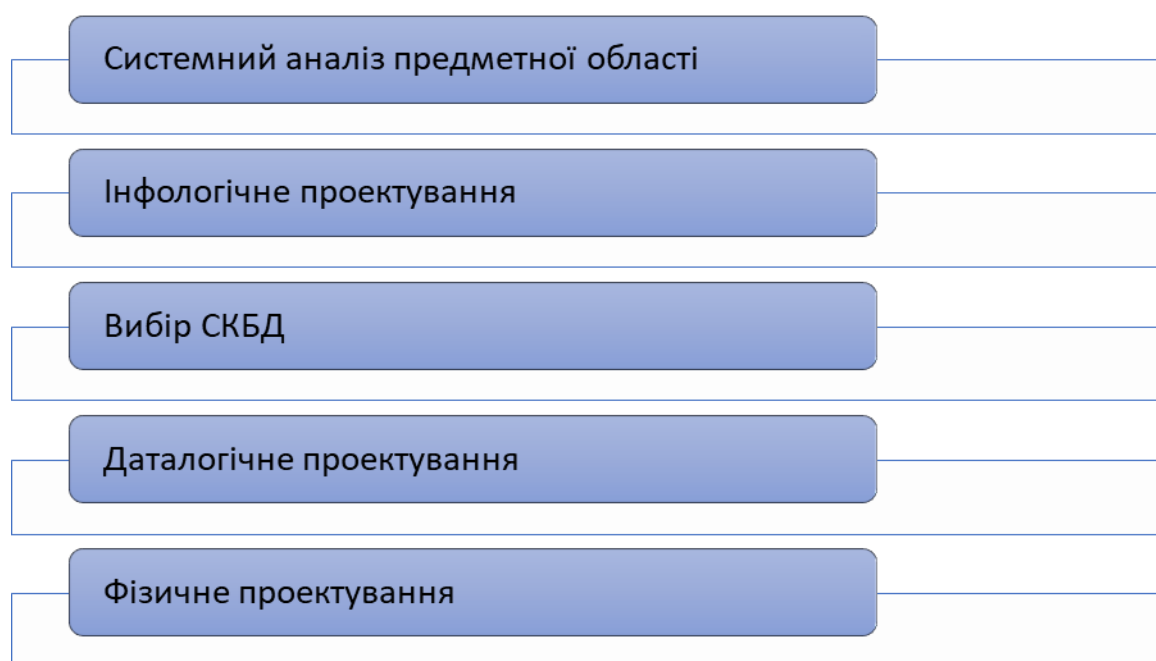 Системний аналіз предметної області
Інфологічне проектування
Вибір СКБД
Даталогічне проектування
Фізичне проектування